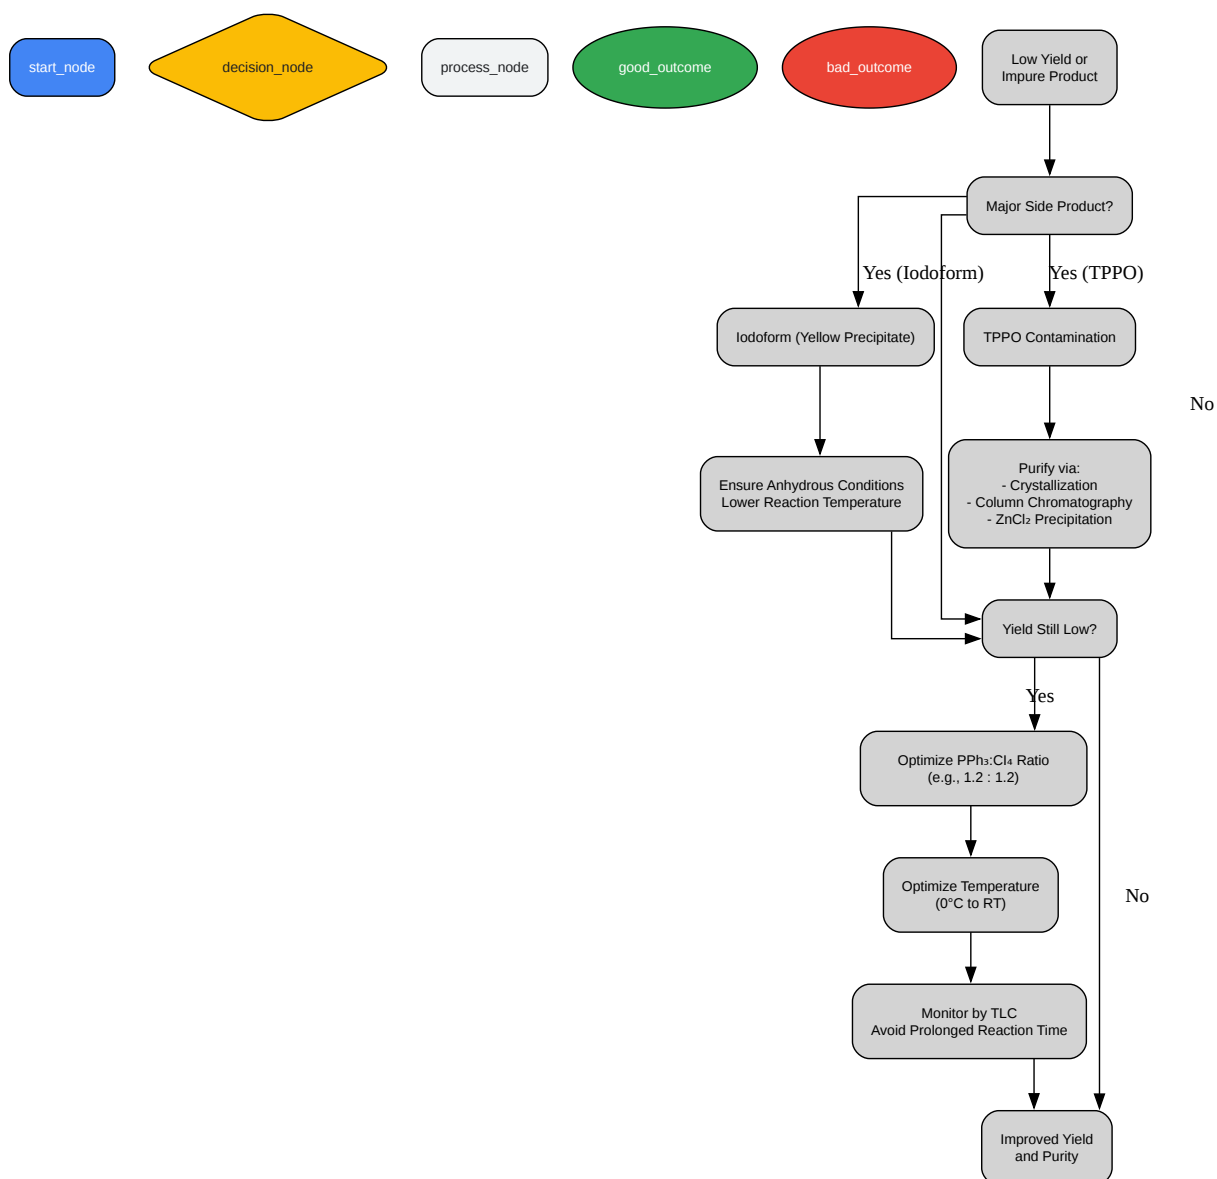 start_node
decision_node
process_node
good_outcome
bad_outcome
Low Yield or
Impure Product
Major Side Product?
Yes (Iodoform)
Yes (TPPO)
Iodoform (Yellow Precipitate)
TPPO Contamination
No
Ensure Anhydrous Conditions
Lower Reaction Temperature
Purify via:
- Crystallization
- Column Chromatography
- ZnCl₂ Precipitation
Yield Still Low?
Yes
Optimize PPh₃:CI₄ Ratio
(e.g., 1.2 : 1.2)
Optimize Temperature
(0°C to RT)
No
Monitor by TLC
Avoid Prolonged Reaction Time
Improved Yield
and Purity